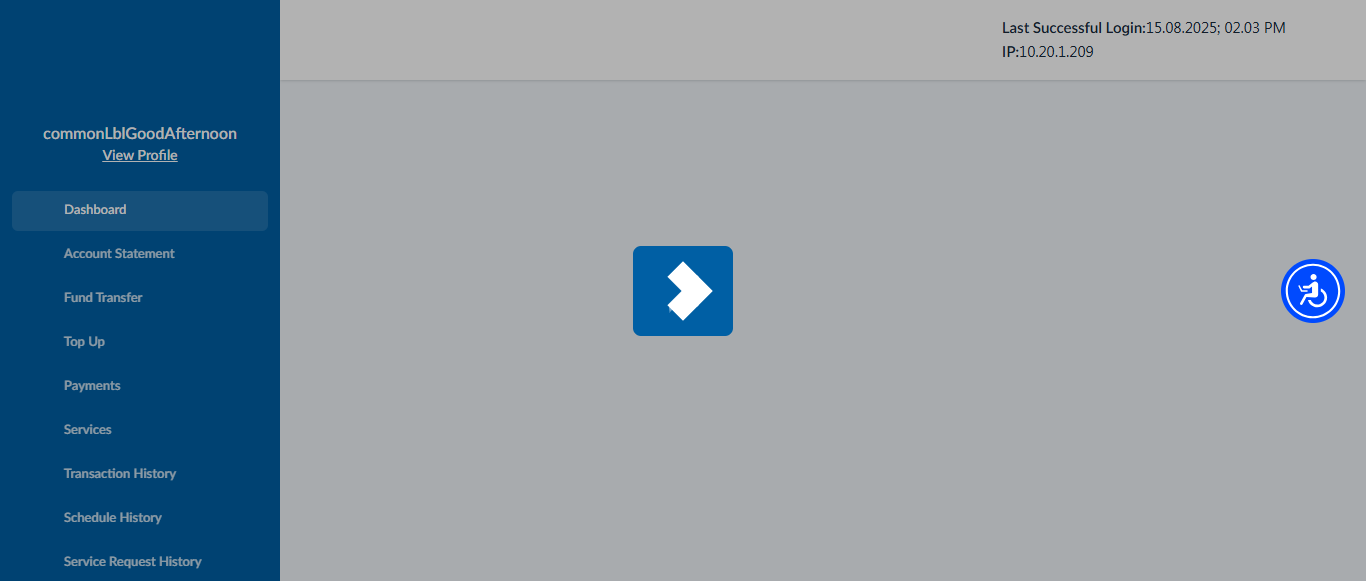 Last Successful Login:15.08.2025; 02.03 PM
IP:10.20.1.209
commonLblGoodAfternoon
View Profile
Dashboard
Account Statement
Fund Transfer
Top Up
Payments
Services
Transaction History
Schedule History
Service Request History